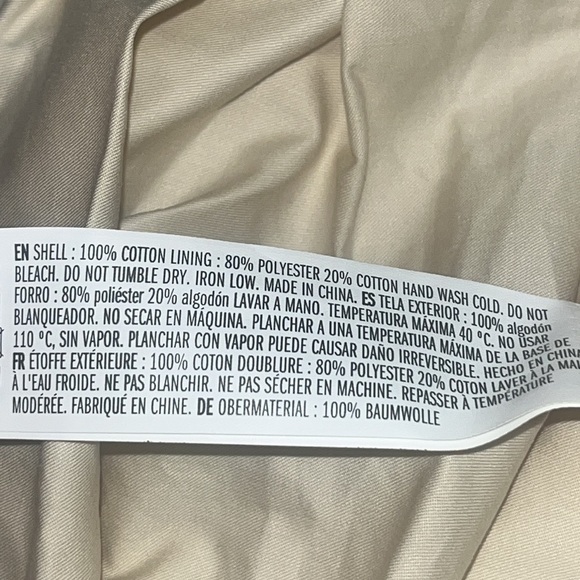 EN SHELL : 100% COTTON LINING : 80% POLYESTER 20% COTTON HAND WASH COLD. DO NOT
BLEACH. DO NOT TUMBLE DRY. IRON LOW. MADE IN CHINA. ES TELA EXTERIOR : 100% algodón
FORRO : 80% poliéster 20% algodón LAVAR A MANO. TEMPERATURA MÁXIMA 40 ºC. NO USAR
BLANQUEADOR. NO SECAR EN MÁQUINA. PLANCHAR A UNA TEMPERATURA MÁXIMA DE LA BASE DE
110 ºC, SIN VAPOR. PLANCHAR CON VAPOR PUEDE CAUSAR DAÑO IRREVERSIBLE. HECHO EN CHINA
FR ÉTOFFE EXTÉRIEURE : 100% COTON DOUBLURE : 80% POLYESTER 20% COTON LAVER À LA
À L'EAU FROIDE. NE PAS BLANCHIR. NE PAS SÉCHER EN MACHINE. REPASSER À TEMPÉRATURE
MODÉRÉE. FABRIQUÉ EN CHINE. DE OBERMATERIAL : 100% BAUMWOLLE